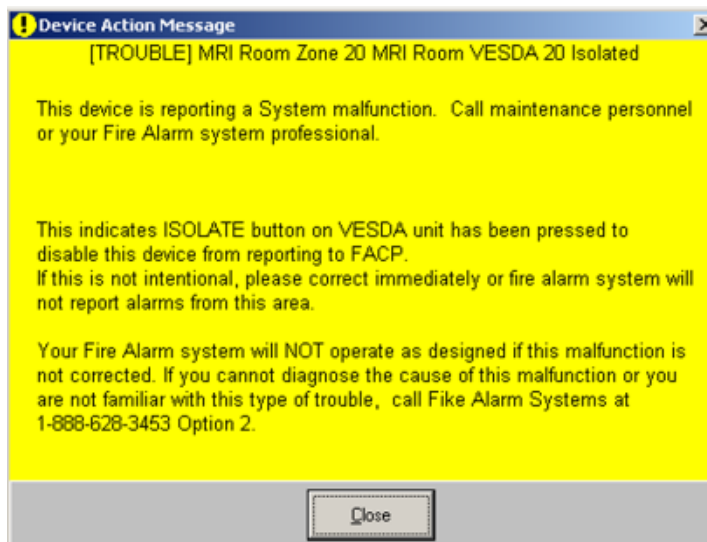 Device Action Message
[TROUBLE] MRI Room Zone 20 MRI Room VESDA 20 Isolated
This device is reporting a System malfunction.  Call maintenance personnel
or your Fire Alarm system professional.
This indicates ISOLATE button on VESDA unit has been pressed to
disable this device from reporting to FACP.
If this is not intentional, please correct immediately or fire alarm system will
not report alarms from this area.
Your Fire Alarm system will NOT operate as designed if this malfunction is
not corrected. If you cannot diagnose the cause of this malfunction or you
are not familiar with this type of trouble,  call Fike Alarm Systems at
1-888-628-3453 Option 2.
Close